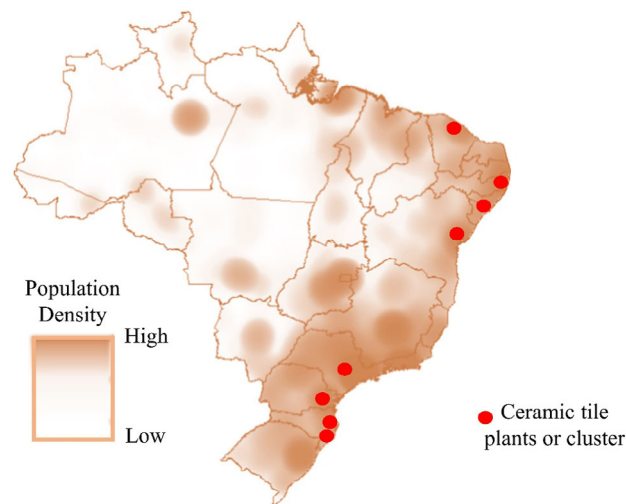 Population
Density
High
Low
Ceramic tile
plants or cluster